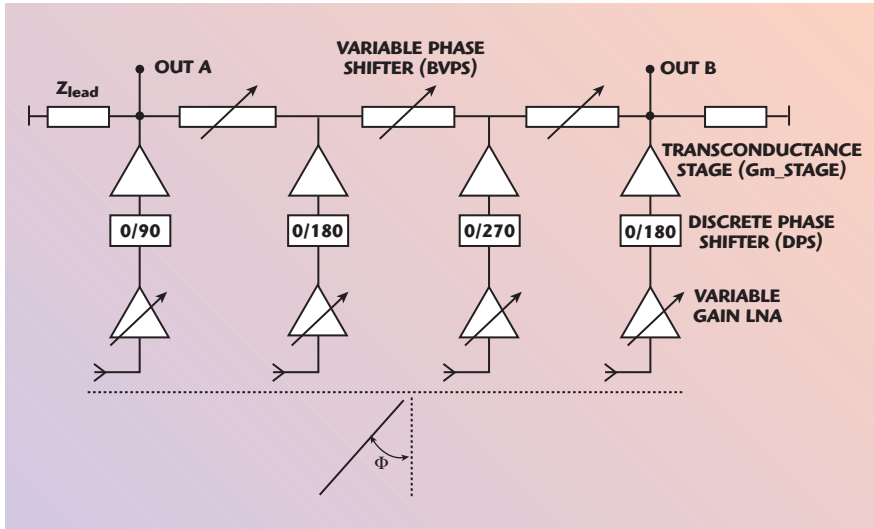 VARIABLE PHASE
SHIFTER (BVPS)
OUT A
OUT B
Zlead
TRANSCONDUCTANCE
STAGE (Gm_STAGE)
0/90
0/180
0/270
0/180
DISCRETE PHASE
SHIFTER (DPS)
VARIABLE
GAIN LNA
Φ